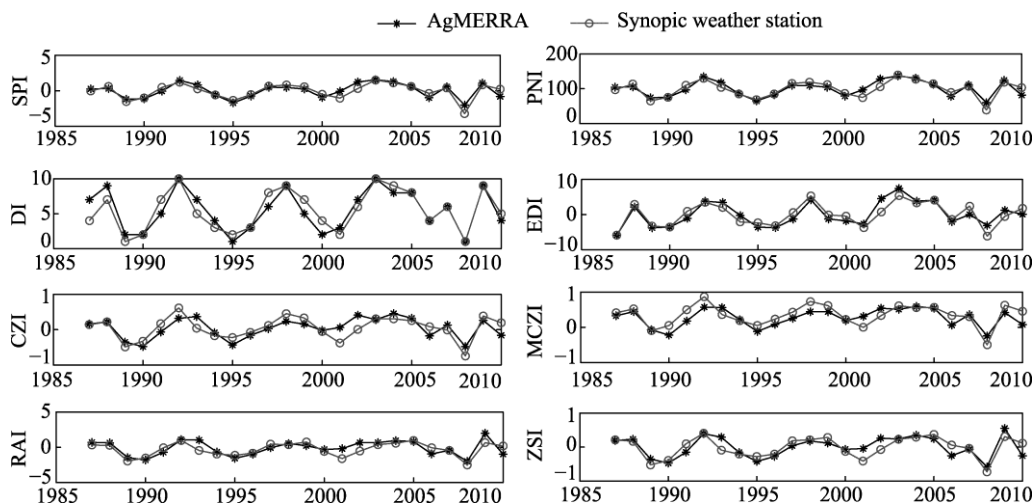 AgMERRA Synopic weather station
SPI 5 0 −5 1985 1990 1995 2000 2005 2010
PNI 200 100 0 1985 1990 1995 2000 2005 2010
DI 10 5 0 1985 1990 1995 2000 2005 2010
EDI 10 0 −10 1985 1990 1995 2000 2005 2010
CZI 1 0 −1 1985 1990 1995 2000 2005 2010
MCZI 1 0 −1 1985 1990 1995 2000 2005 2010
RAI 5 0 −5 1985 1990 1995 2000 2005 2010
ZSI 1 0 −1 1985 1990 1995 2000 2005 2010